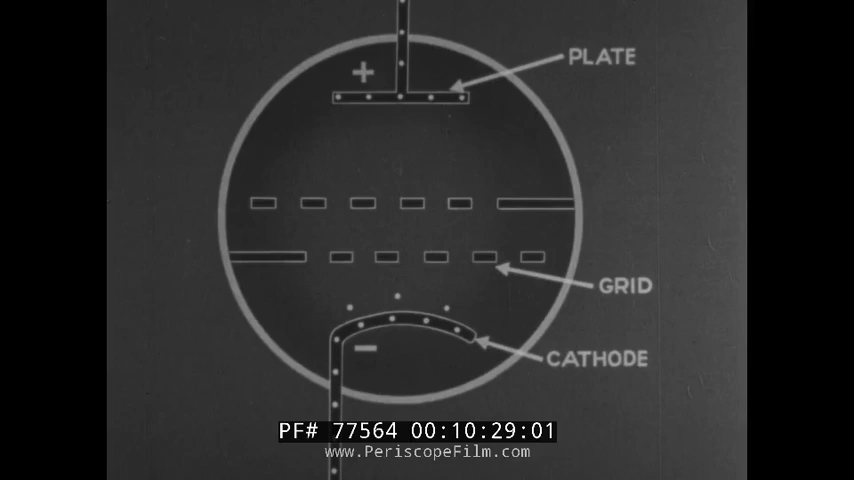 PLATE
+
GRID
CATHODE
−
PF# 77564 00:10:29:01
www.PeriscopeFilm.com